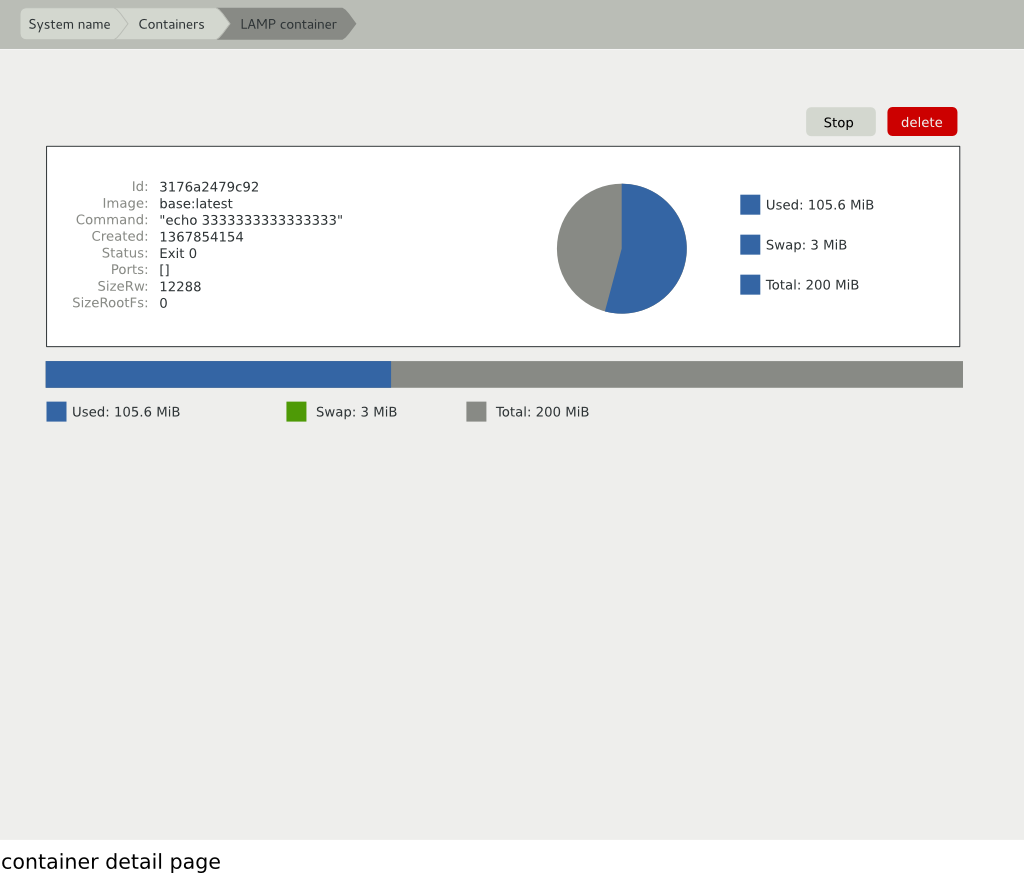 System name
Containers
LAMP container
Stop
delete
Id: 3176a2479c92
Image: base:latest
Command: "echo 3333333333333333"
Created: 1367854154
Status: Exit 0
Ports: []
SizeRw: 12288
SizeRootFs: 0
Used: 105.6 MiB
Swap: 3 MiB
Total: 200 MiB
Used: 105.6 MiB
Swap: 3 MiB
Total: 200 MiB
container detail page